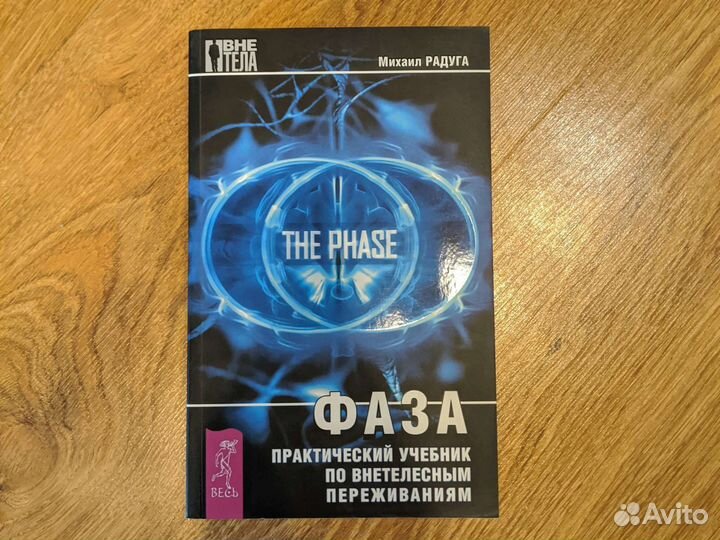 ВНЕ
ТЕЛА
Михаил РАДУГА
THE PHASE
ФАЗА
ПРАКТИЧЕСКИЙ УЧЕБНИК
ПО ВНЕТЕЛЕСНЫМ
ПЕРЕЖИВАНИЯМ
ВЕСЬ
Avito